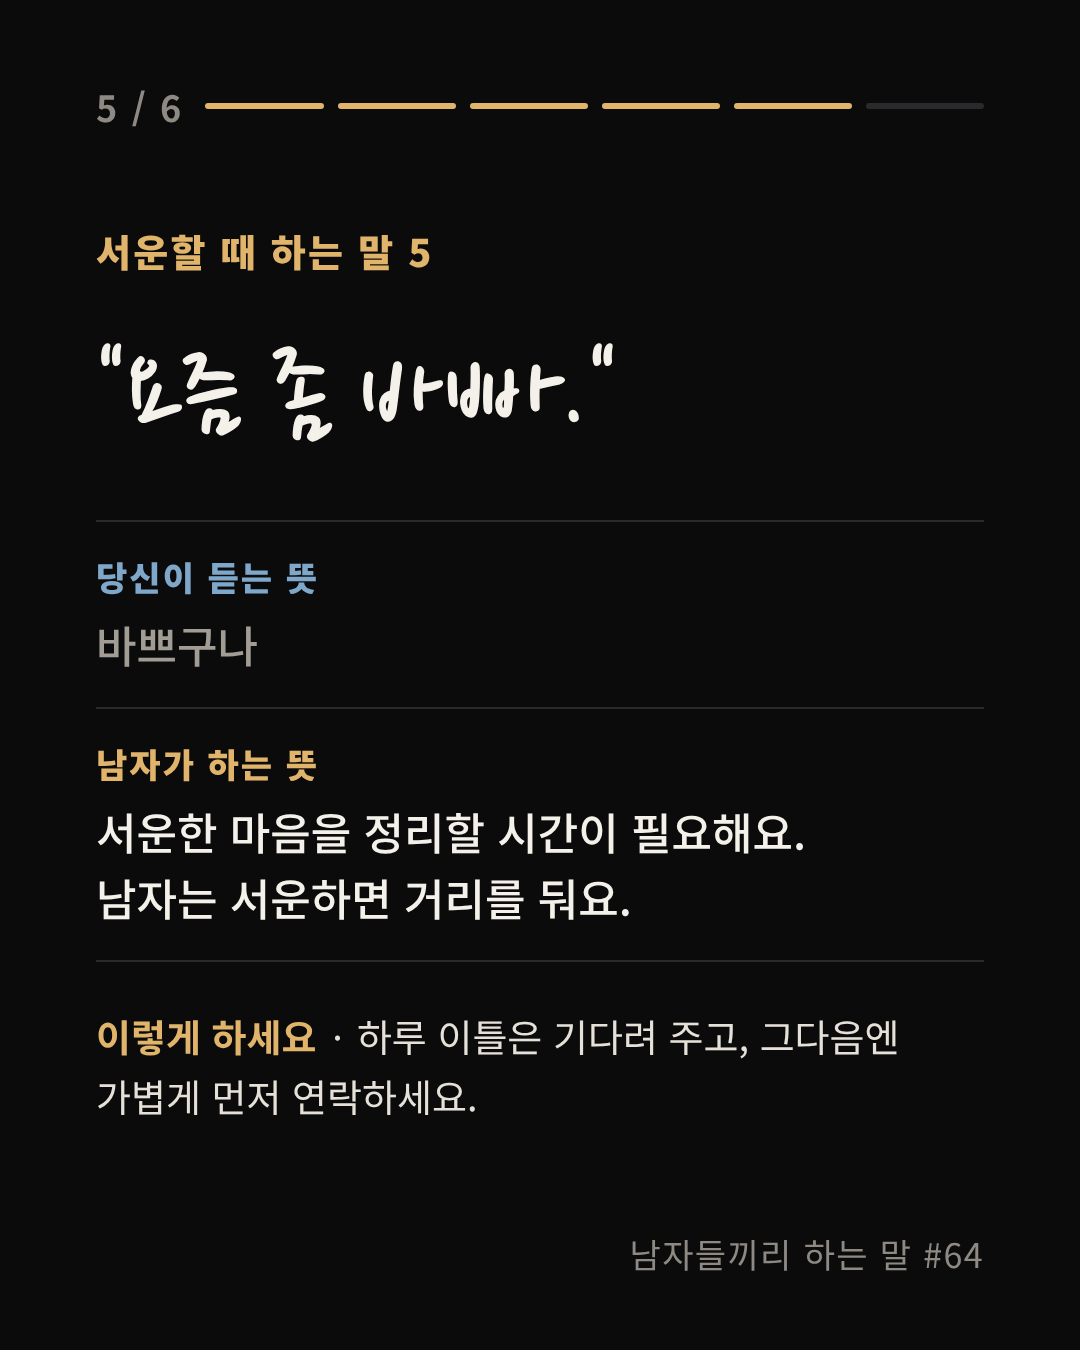 5 / 6
서운할 때 하는 말 5
"요즘 좀 바빠."
당신이 듣는 뜻
바쁘구나
남자가 하는 뜻
서운한 마음을 정리할 시간이 필요해요.
남자는 서운하면 거리를 둬요.
이렇게 하세요 · 하루 이틀은 기다려 주고, 그다음엔
가볍게 먼저 연락하세요.
남자들끼리 하는 말 #64